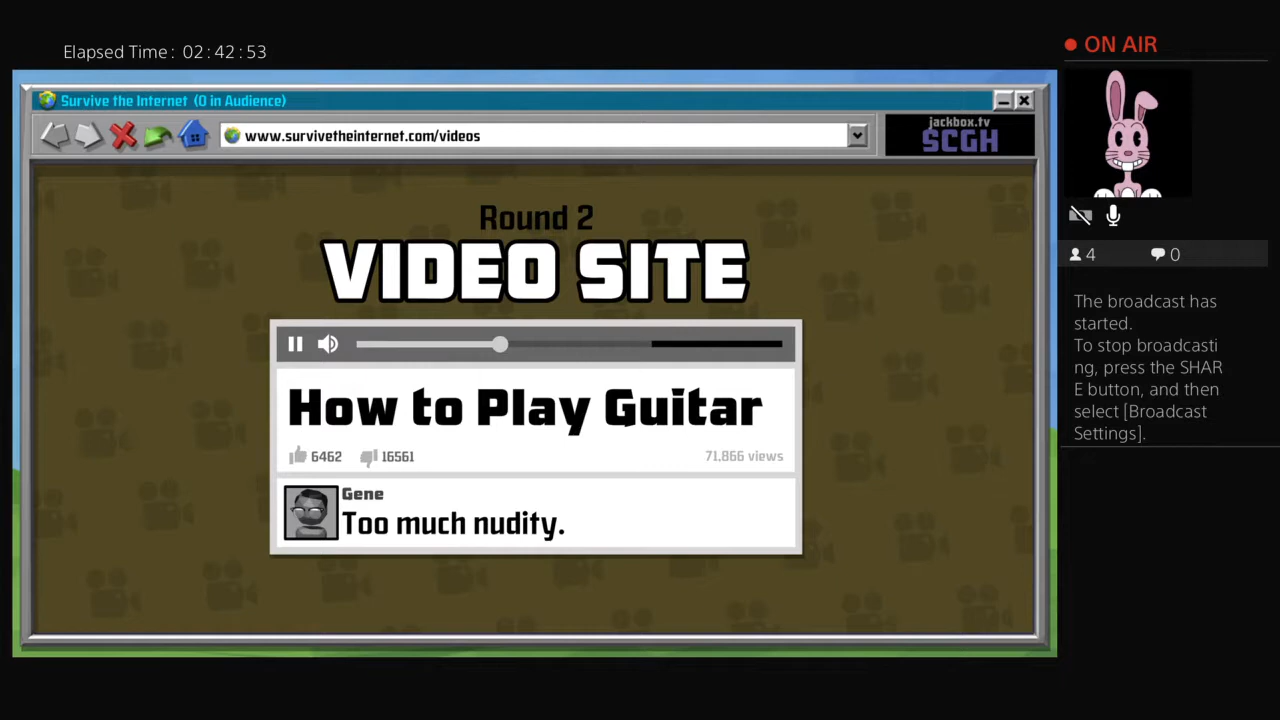 Elapsed Time: 02:42:53
ON AIR
Survive the Internet (0 in Audience)
www.survivetheinternet.com/videos
jackbox.tv
SCGH
Round 2
VIDEO SITE
How to Play Guitar
6462 16561 71,866 views
Gene
Too much nudity.
4 0
The broadcast has
started.
To stop broadcasti
ng, press the SHAR
E button, and then
select [Broadcast
Settings].